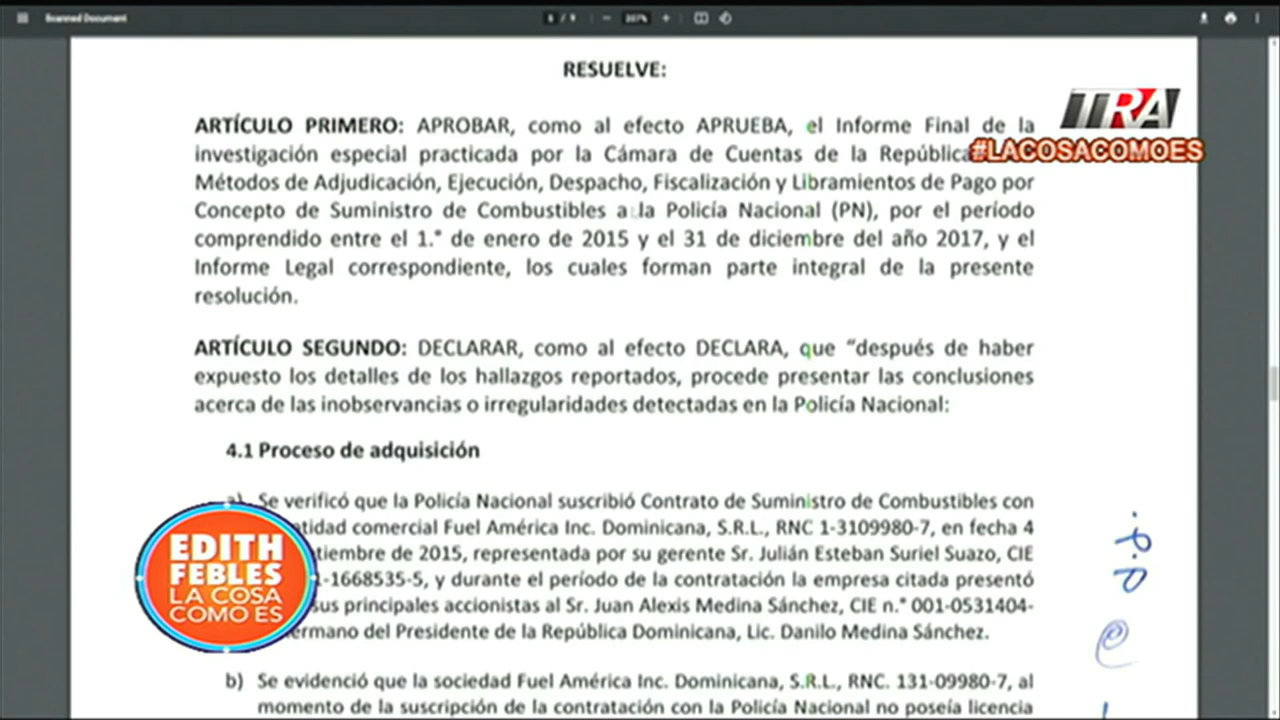 Scanned Document
/ 9
207%
RESUELVE:
TRA
#LACOSACOMOES
ARTÍCULO PRIMERO: APROBAR, como al efecto APRUEBA, el Informe Final de la
investigación especial practicada por la Cámara de Cuentas de la República
Métodos de Adjudicación, Ejecución, Despacho, Fiscalización y Libramientos de Pago por
Concepto de Suministro de Combustibles a la Policía Nacional (PN), por el período
comprendido entre el 1.° de enero de 2015 y el 31 de diciembre del año 2017, y el
Informe Legal correspondiente, los cuales forman parte integral de la presente
resolución.
ARTÍCULO SEGUNDO: DECLARAR, como al efecto DECLARA, que “después de haber
expuesto los detalles de los hallazgos reportados, procede presentar las conclusiones
acerca de las inobservancias o irregularidades detectadas en la Policía Nacional:
4.1 Proceso de adquisición
a) Se verificó que la Policía Nacional suscribió Contrato de Suministro de Combustibles con
tidad comercial Fuel América Inc. Dominicana, S.R.L., RNC 1-3109980-7, en fecha 4
tiembre de 2015, representada por su gerente Sr. Julián Esteban Suriel Suazo, CIE
1-1668535-5, y durante el período de la contratación la empresa citada presentó
sus principales accionistas al Sr. Juan Alexis Medina Sánchez, CIE n.° 001-0531404-
ermano del Presidente de la República Dominicana, Lic. Danilo Medina Sánchez.
EDITH
FEBLES
LA COSA
COMO ES
b) Se evidenció que la sociedad Fuel América Inc. Dominicana, S.R.L., RNC. 131-09980-7, al
momento de la suscripción de la contratación con la Policía Nacional no poseía licencia